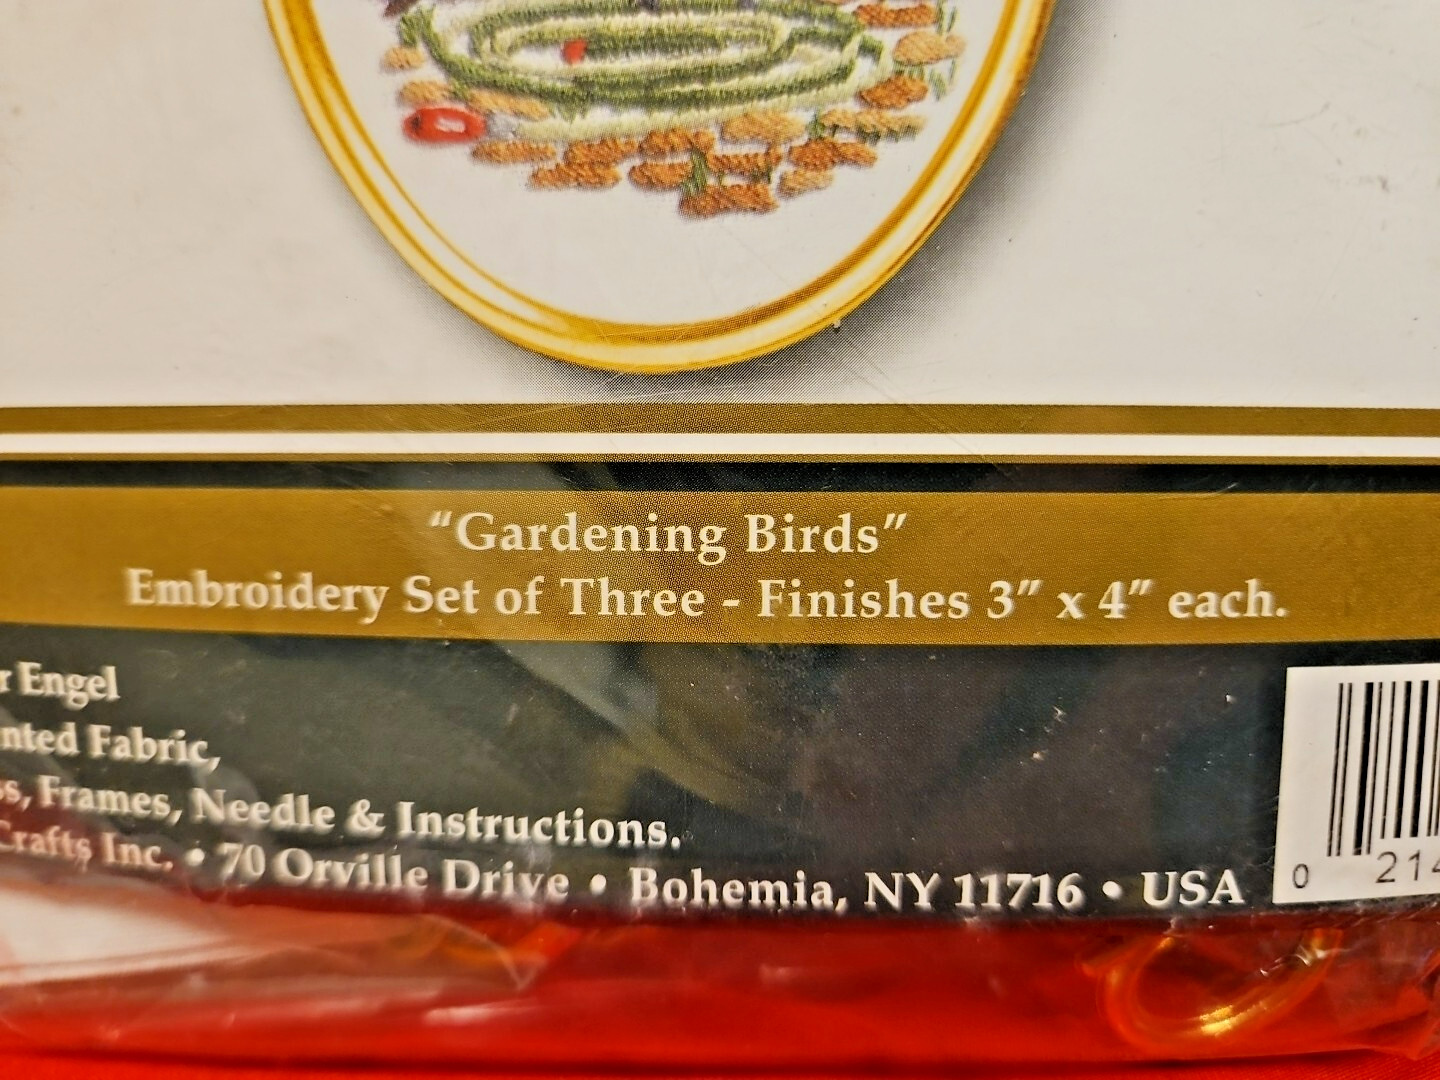 “Gardening Birds”
Embroidery Set of Three - Finishes 3” x 4” each.
Engel
Fabric,
Frames, Needle & Instructions.
Crafts Inc. • 70 Orville Drive • Bohemia, NY 11716 • USA
0 214